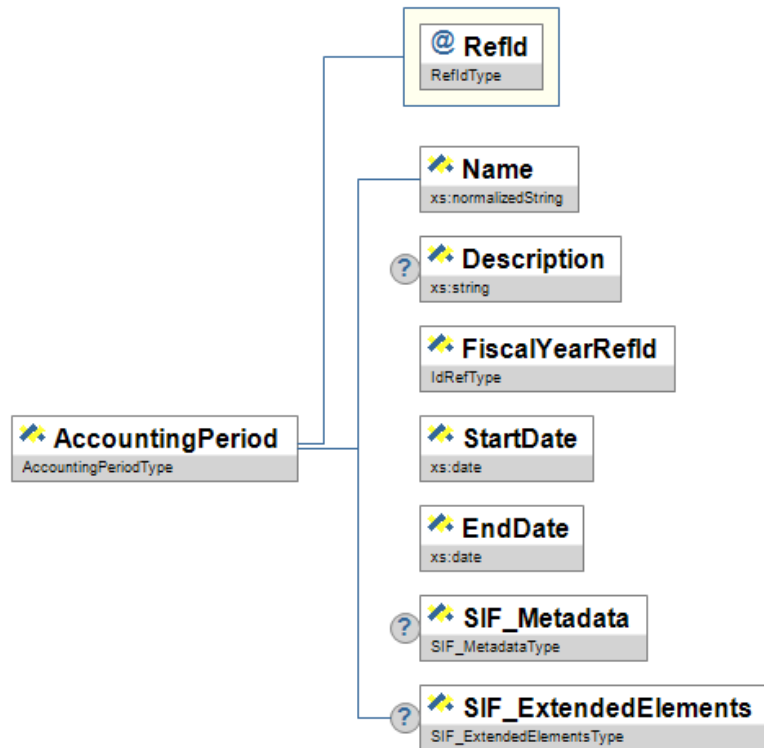 @ RefId
RefIdType
Name
xs:normalizedString
? Description
xs:string
FiscalYearRefId
IdRefType
AccountingPeriod
AccountingPeriodType
StartDate
xs:date
EndDate
xs:date
? SIF_Metadata
SIF_MetadataType
? SIF_ExtendedElements
SIF_ExtendedElementsType